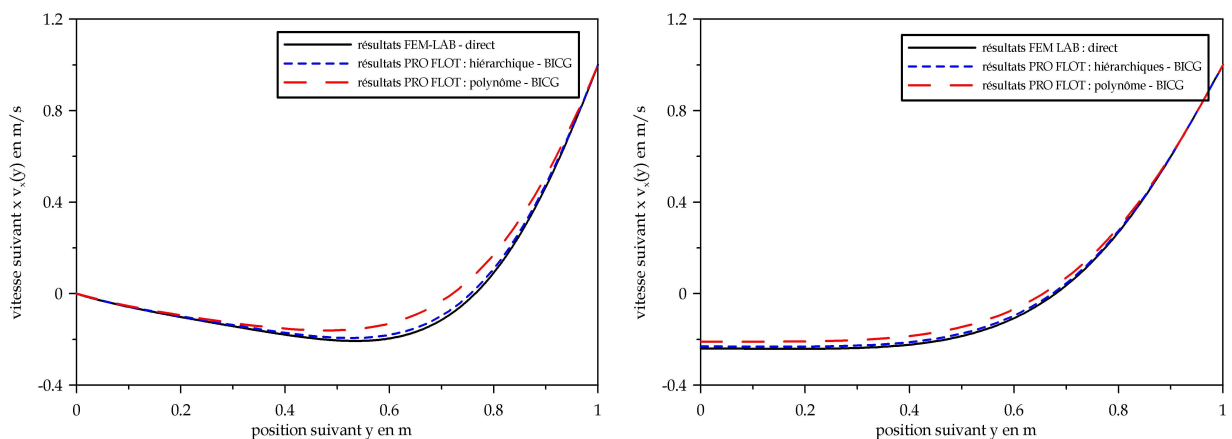 1.2
0.8
0.4
0
-0.4
vitesse suivant x vx(y) en m/s
résultats FEM-LAB - direct
résultats PRO FLOT : hiérarchique - BICG
résultats PRO FLOT : polynôme - BICG
0 0.2 0.4 0.6 0.8 1
position suivant y en m
1.2
0.8
0.4
0
-0.4
vitesse suivant x vx(y) en m/s
résultats FEM LAB : direct
résultats PRO FLOT : hiérarchiques - BICG
résultats PRO FLOT : polynôme - BICG
0 0.2 0.4 0.6 0.8 1
position suivant y en m